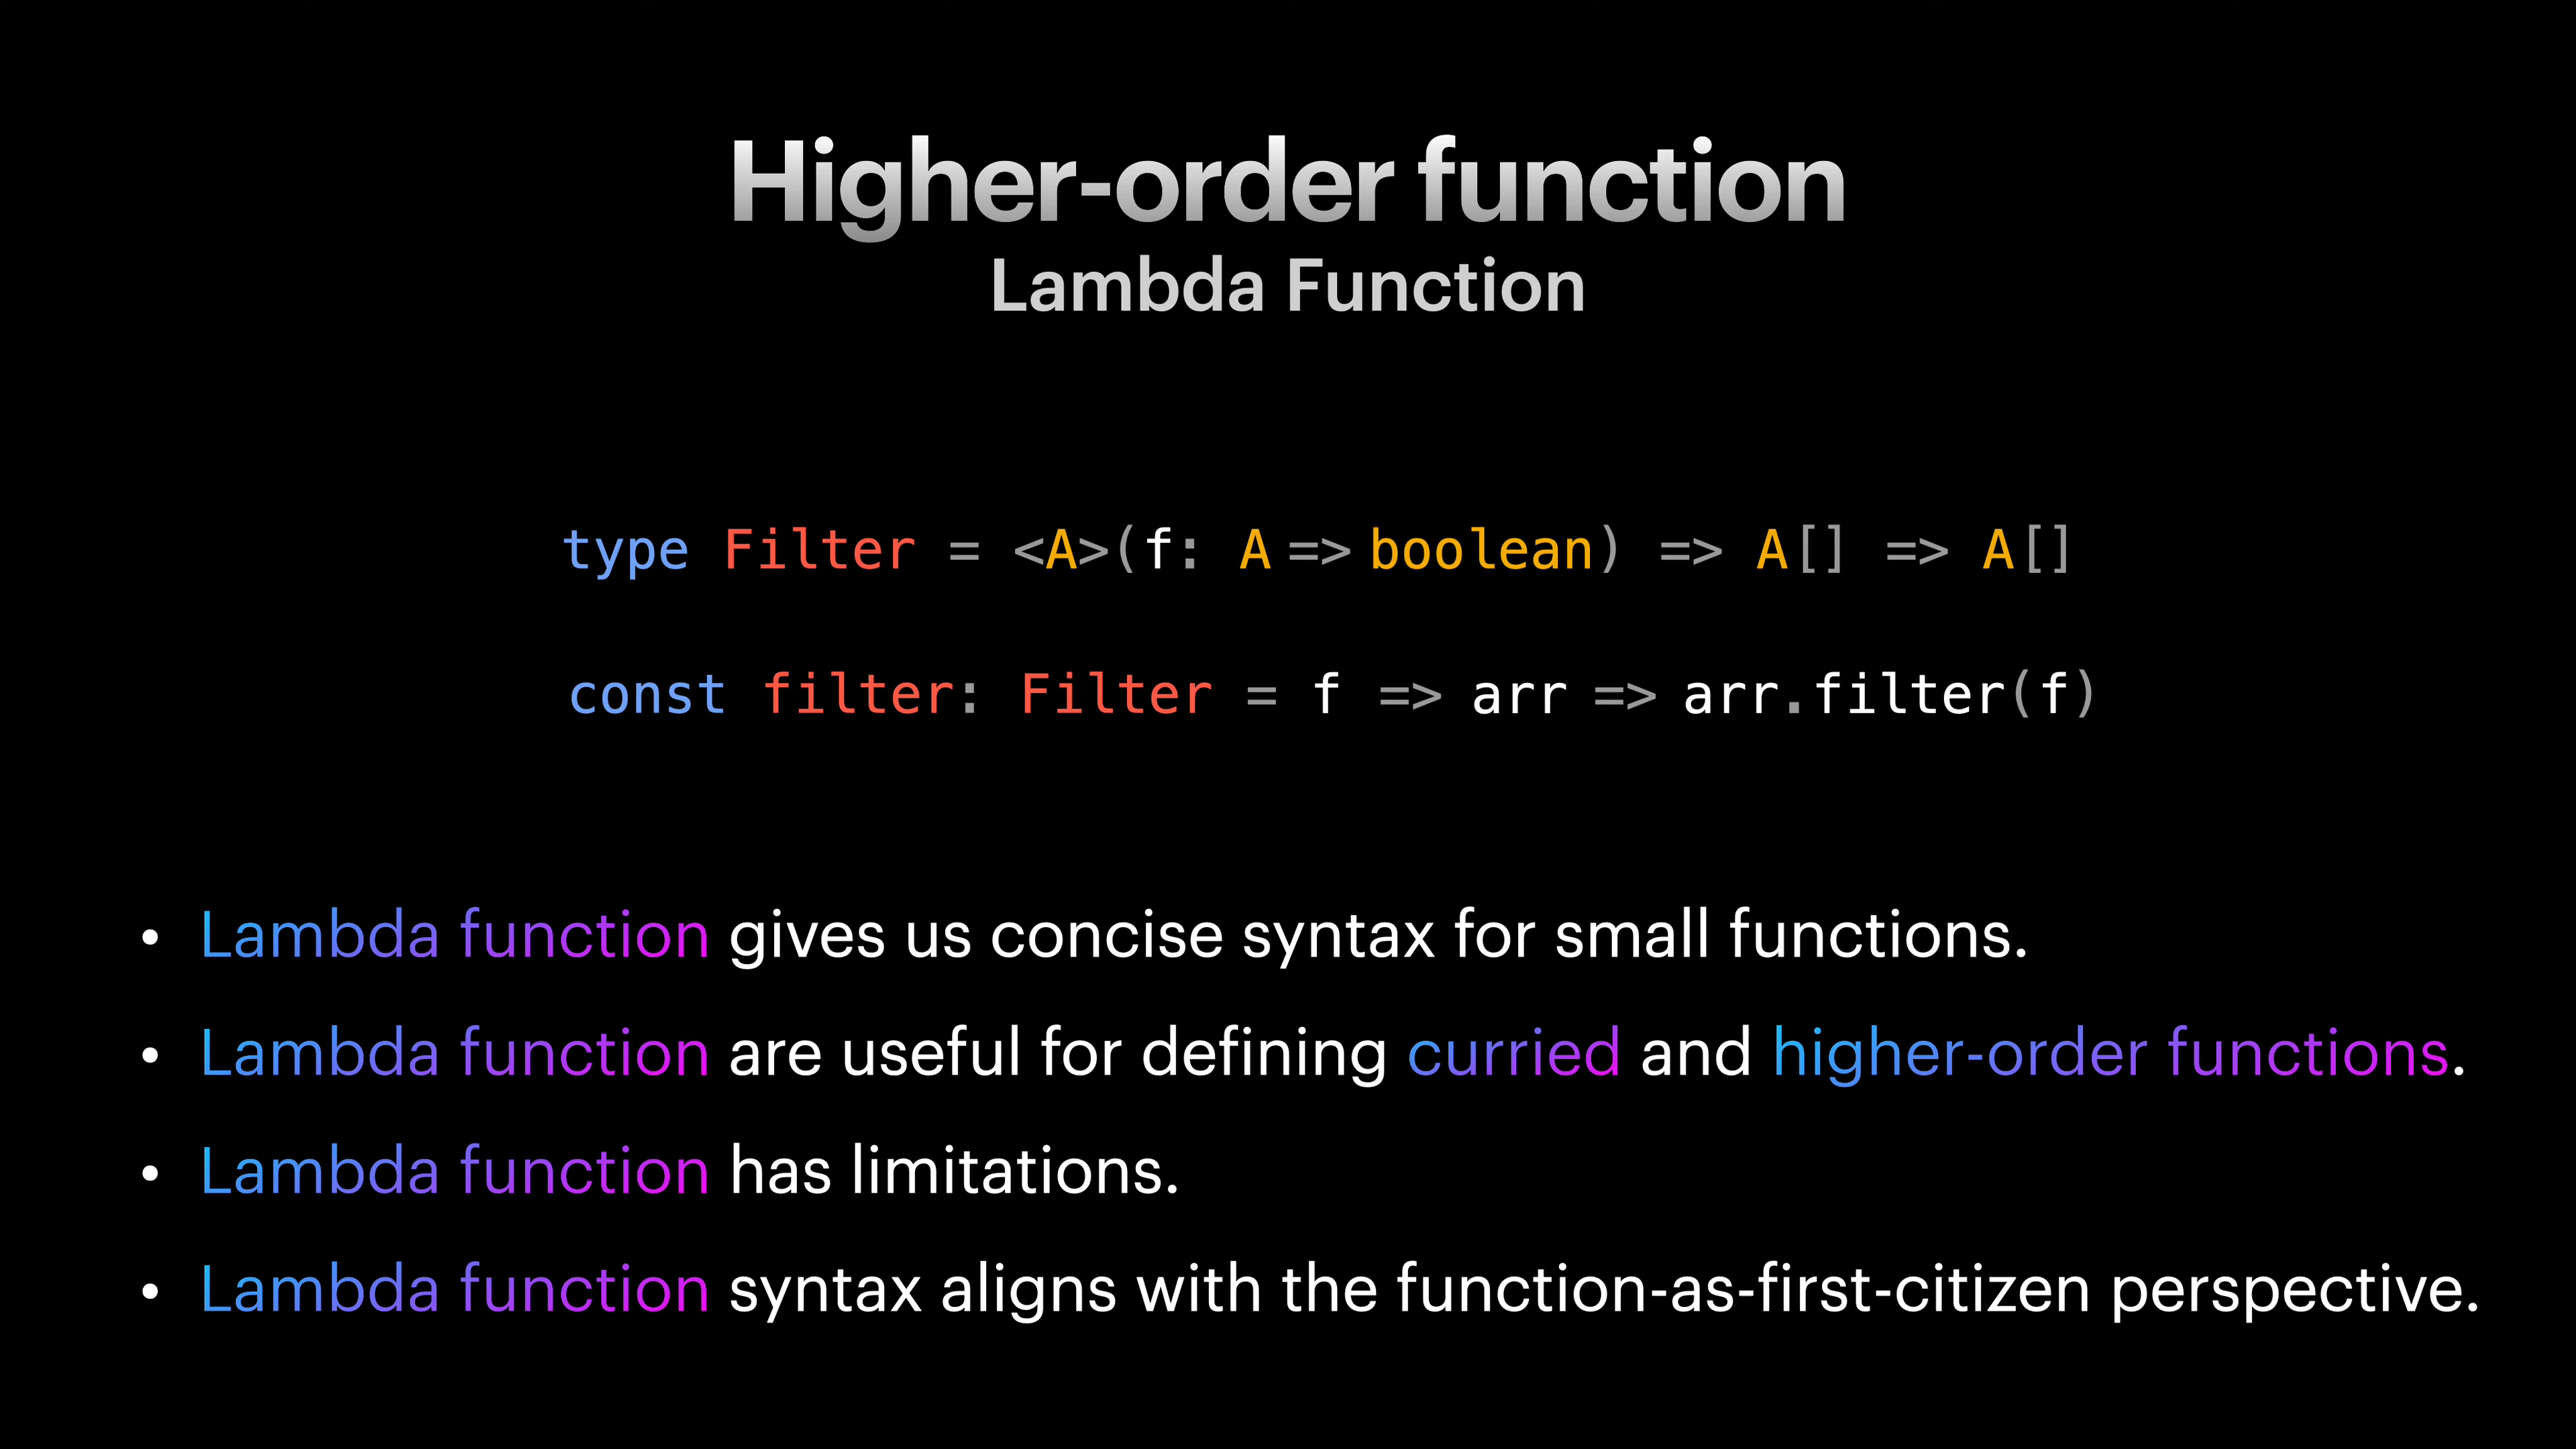 Higher-order function
Lambda Function
type Filter = <A>(f: A => boolean) => A[] => A[]
const filter: Filter = f => arr => arr.filter(f)
• Lambda function gives us concise syntax for small functions.
• Lambda function are useful for defining curried and higher-order functions.
• Lambda function has limitations.
• Lambda function syntax aligns with the function-as-first-citizen perspective.